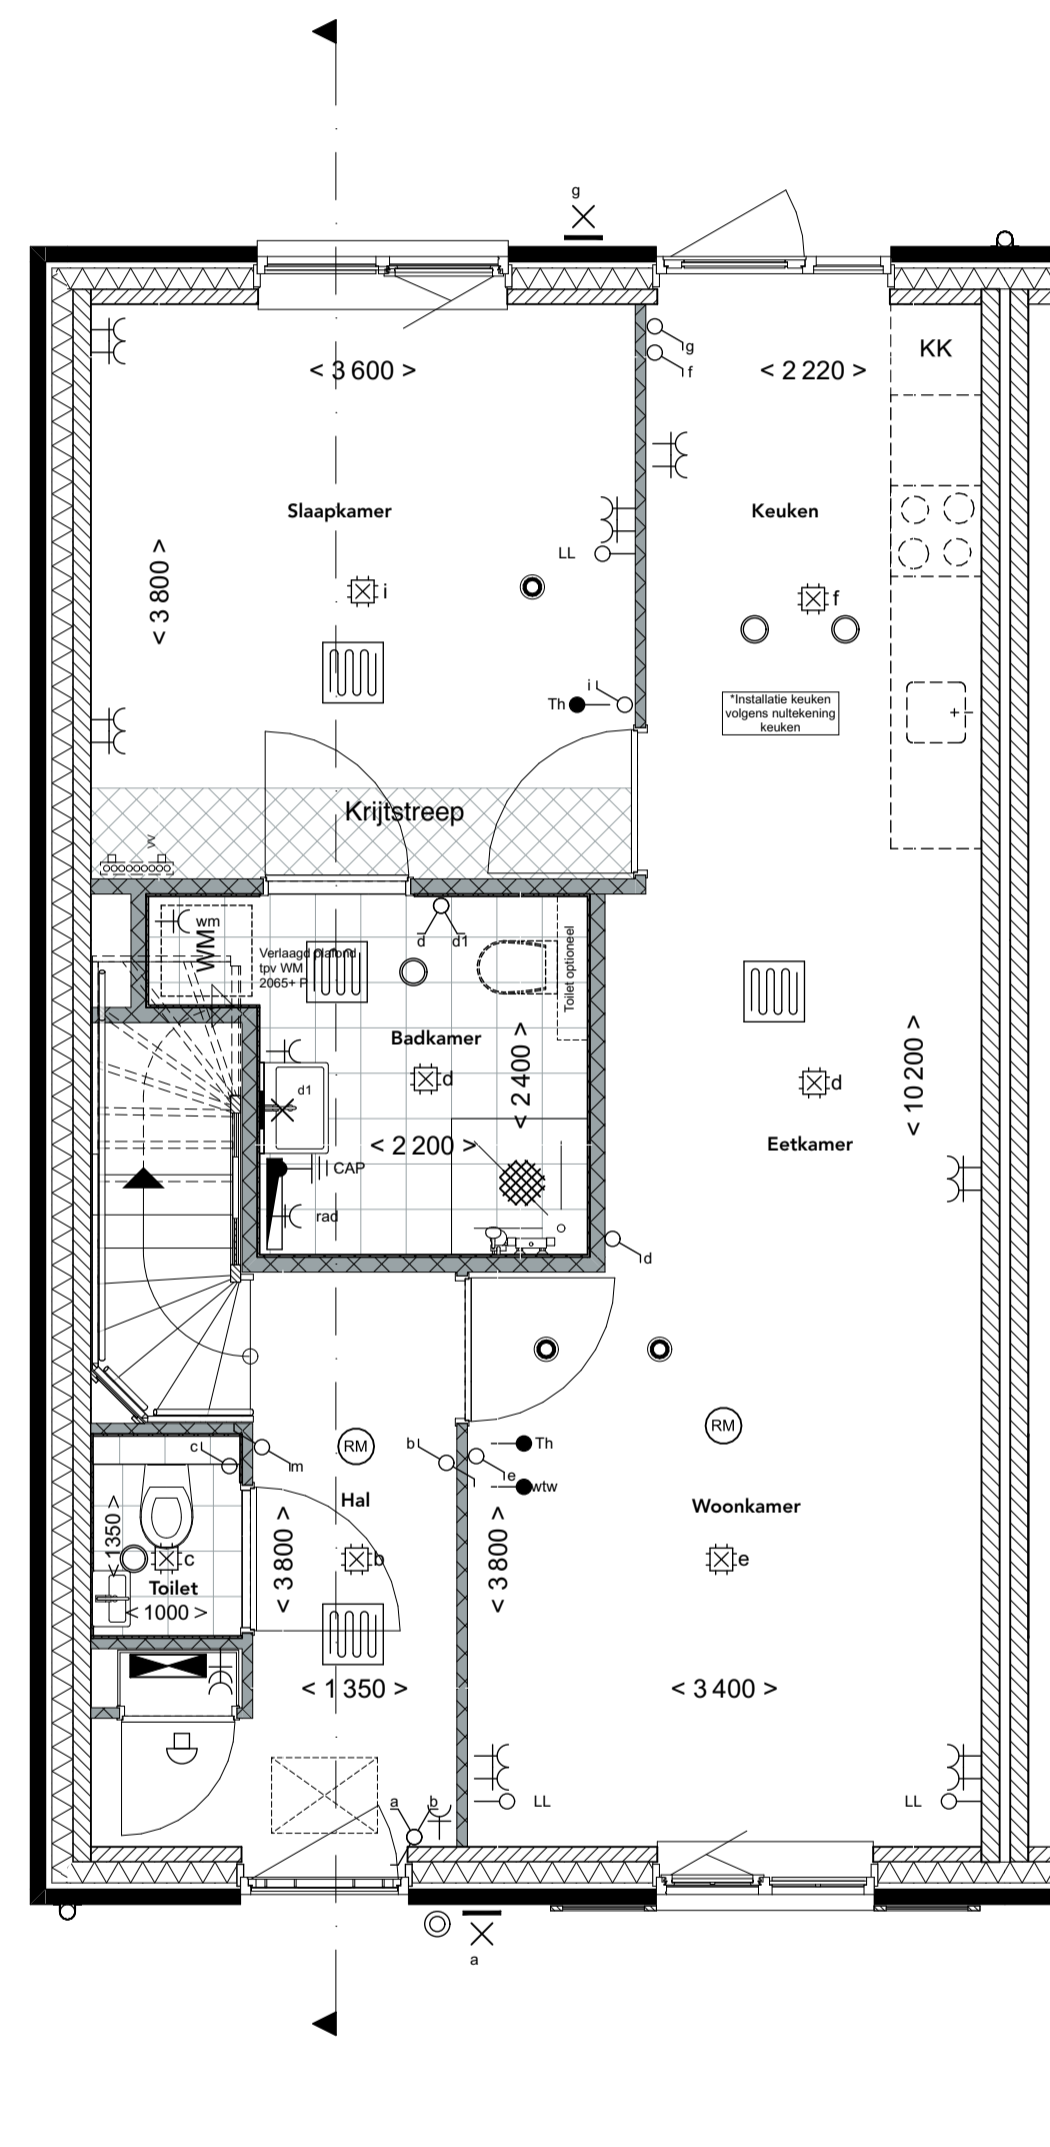 g
g
f
< 3 600 >
< 2 220 >
KK
Slaapkamer
Keuken
LL
< 3 800 >
i
f
i
Th
*Installatie keuken
volgens nultekening
keuken
Krijtstreep
vv
wm
WM
Verlaagd plafond
tpv WM
2065+ P
d
d1
Toilet optioneel
Badkamer
d
d1
< 2 400 >
< 2 200 >
CAP
rad
d
Eetkamer
< 10 200 >
d
c
m
RM
b
Th
e
wtw
RM
Hal
Woonkamer
< 1350 >
c
Toilet
< 1000 >
< 3 800 >
b
< 3 800 >
e
< 1 350 >
< 3 400 >
a
b
LL
LL
a